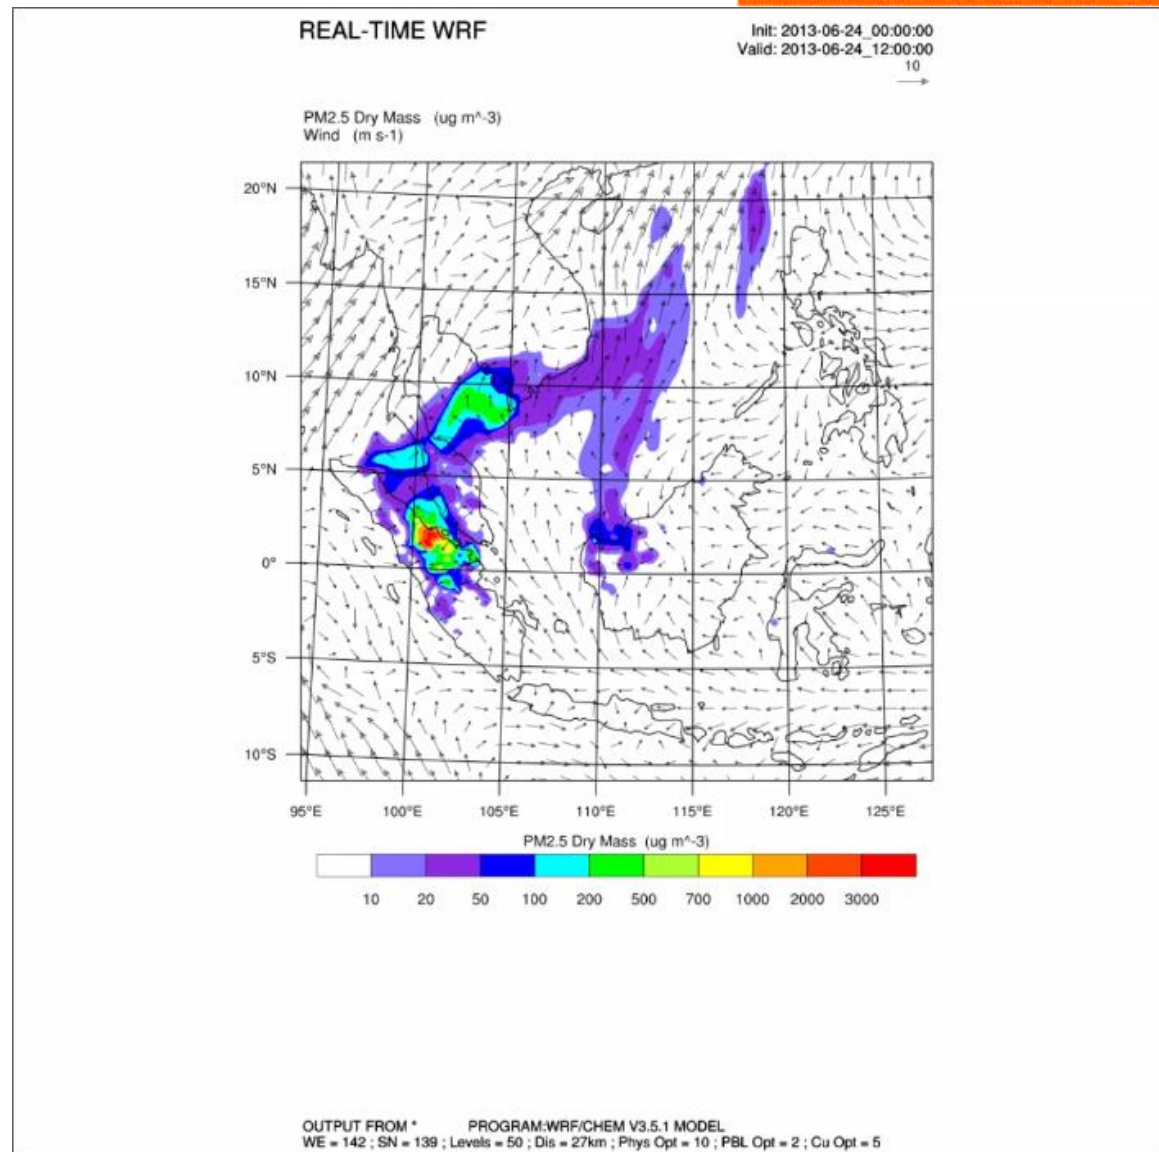 REAL-TIME WRF
Init: 2013-06-24_00:00:00
Valid: 2013-06-24_12:00:00
10
PM2.5 Dry Mass (ug m^-3)
Wind (m s-1)
20°N
15°N
10°N
5°N
0°
5°S
10°S
95°E 100°E 105°E 110°E 115°E 120°E 125°E
PM2.5 Dry Mass (ug m^-3)
10 20 50 100 200 500 700 1000 2000 3000
OUTPUT FROM * PROGRAM:WRF/CHEM V3.5.1 MODEL
WE = 142 ; SN = 139 ; Levels = 50 ; Dis = 27km ; Phys Opt = 10 ; PBL Opt = 2 ; Cu Opt = 5